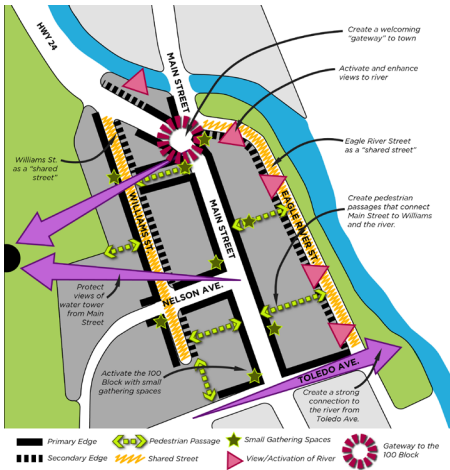 HWY 24
MAIN STREET
Create a welcoming
"gateway" to town
Activate and enhance
views to river
Eagle River Street
as a "shared street"
Williams St.
as a "shared
street"
WILLIAMS ST.
MAIN STREET
EAGLE RIVER ST.
Create pedestrian
passages that connect
Main Street to Williams
and the river.
Protect
views of
water tower
from Main
Street
NELSON AVE.
Activate the 100
Block with small
gathering spaces
TOLEDO AVE.
Create a strong
connection to
the river from
Toledo Ave.
Primary Edge
Pedestrian Passage
Small Gathering Spaces
Gateway to the
100 Block
Secondary Edge
Shared Street
View/Activation of River